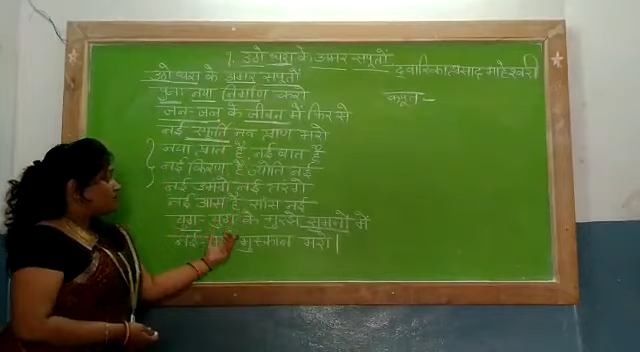 1. उठो धरा के अमर सपूतों
द्वारिका प्रसाद माहेश्वरी
उठो धरा के अमर सपूतों
पुनः नया निर्माण करो
कपूत -
जन-जन के जीवन में फिर से
नई स्फूर्ति नव प्राण भरो
नया प्रात है, नई बात है
नई किरण है, ज्योति नई
नई उमंगे नई तरंगे
नई आस है साँस नई
युग-युग के मुरझे सुमनों में
नई- मुस्कान भरो।